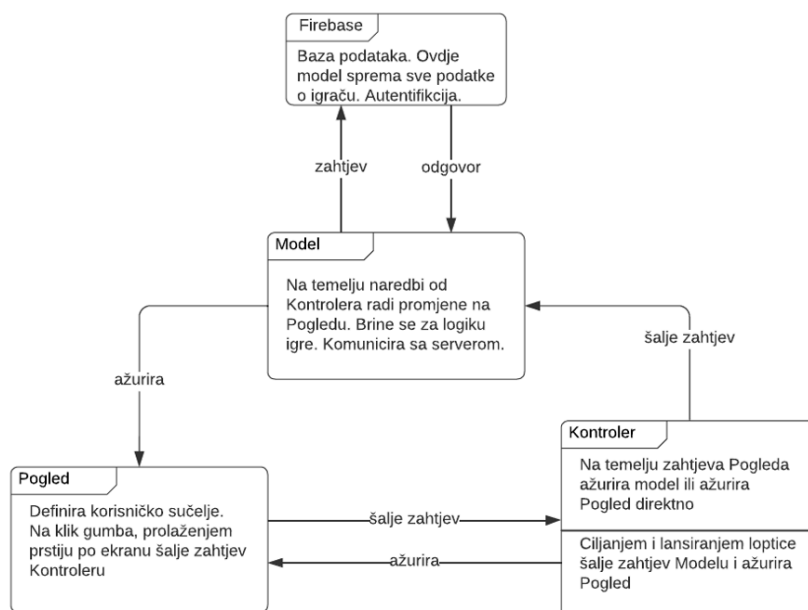 Firebase
Baza podataka. Ovdje
model sprema sve podatke
o igraču. Autentifikcija.
zahtjev
odgovor
Model
Na temelju naredbi od
Kontrolera radi promjene na
Pogledu. Brine se za logiku
igre. Komunicira sa serverom.
šalje zahtjev
ažurira
Kontroler
Na temelju zahtjeva Pogleda
ažurira model ili ažurira
Pogled direktno
Pogled
Definira korisničko sučelje.
Na klik gumba, prolaženjem
prstiju po ekranu šalje zahtjev
Kontroleru
šalje zahtjev
ažurira
Ciljanjem i lansiranjem loptice
šalje zahtjev Modelu i ažurira
Pogled